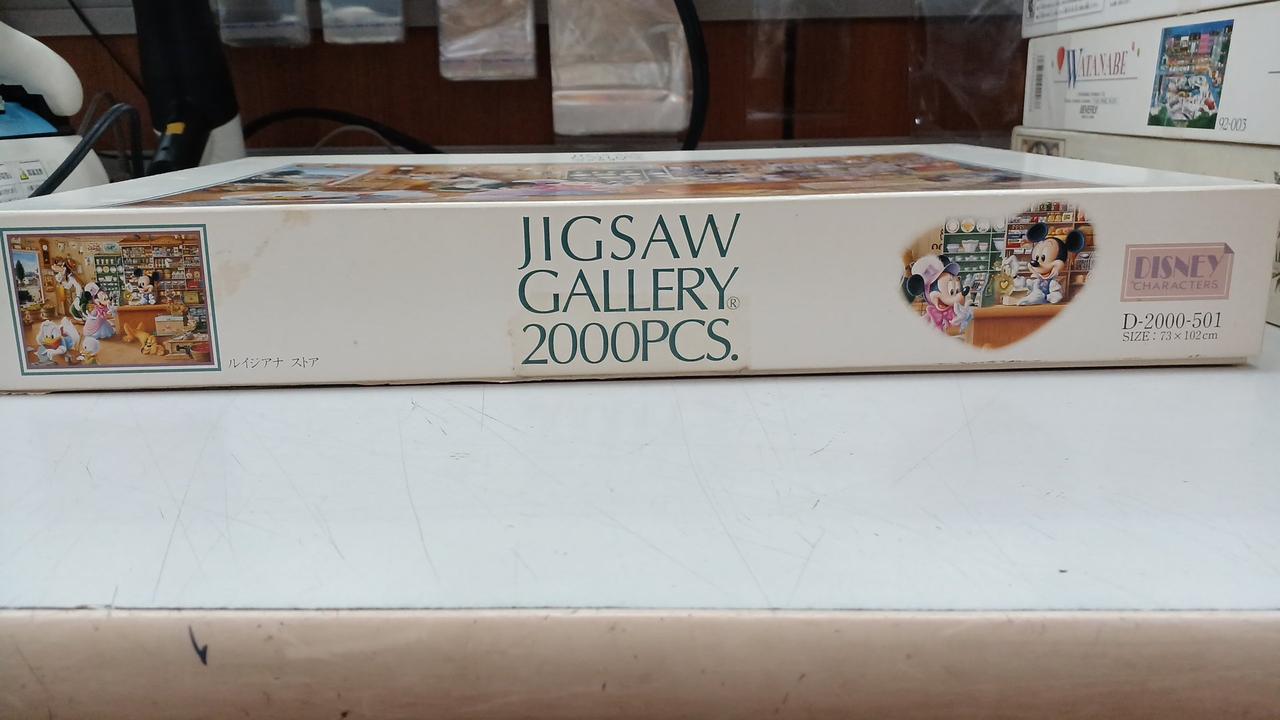 JIGSAW
GALLERY®
2000PCS.
ルイジアナ ストア
DISNEY
CHARACTERS
D-2000-501
SIZE : 73×102cm
WATANABE
BEVERLY
92-003